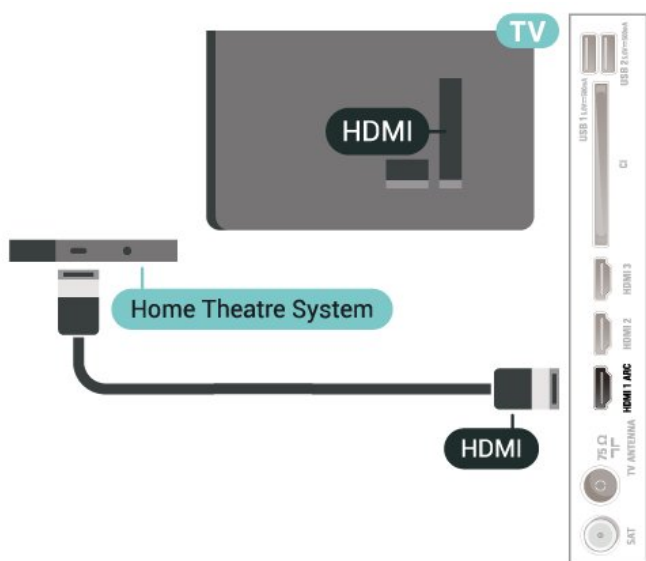 TV
HDMI
Home Theatre System
HDMI
USB 1
USB 2
CI
HDMI 3
HDMI 2
HDMI 1 ARC
75 Ω
TV ANTENNA
SAT